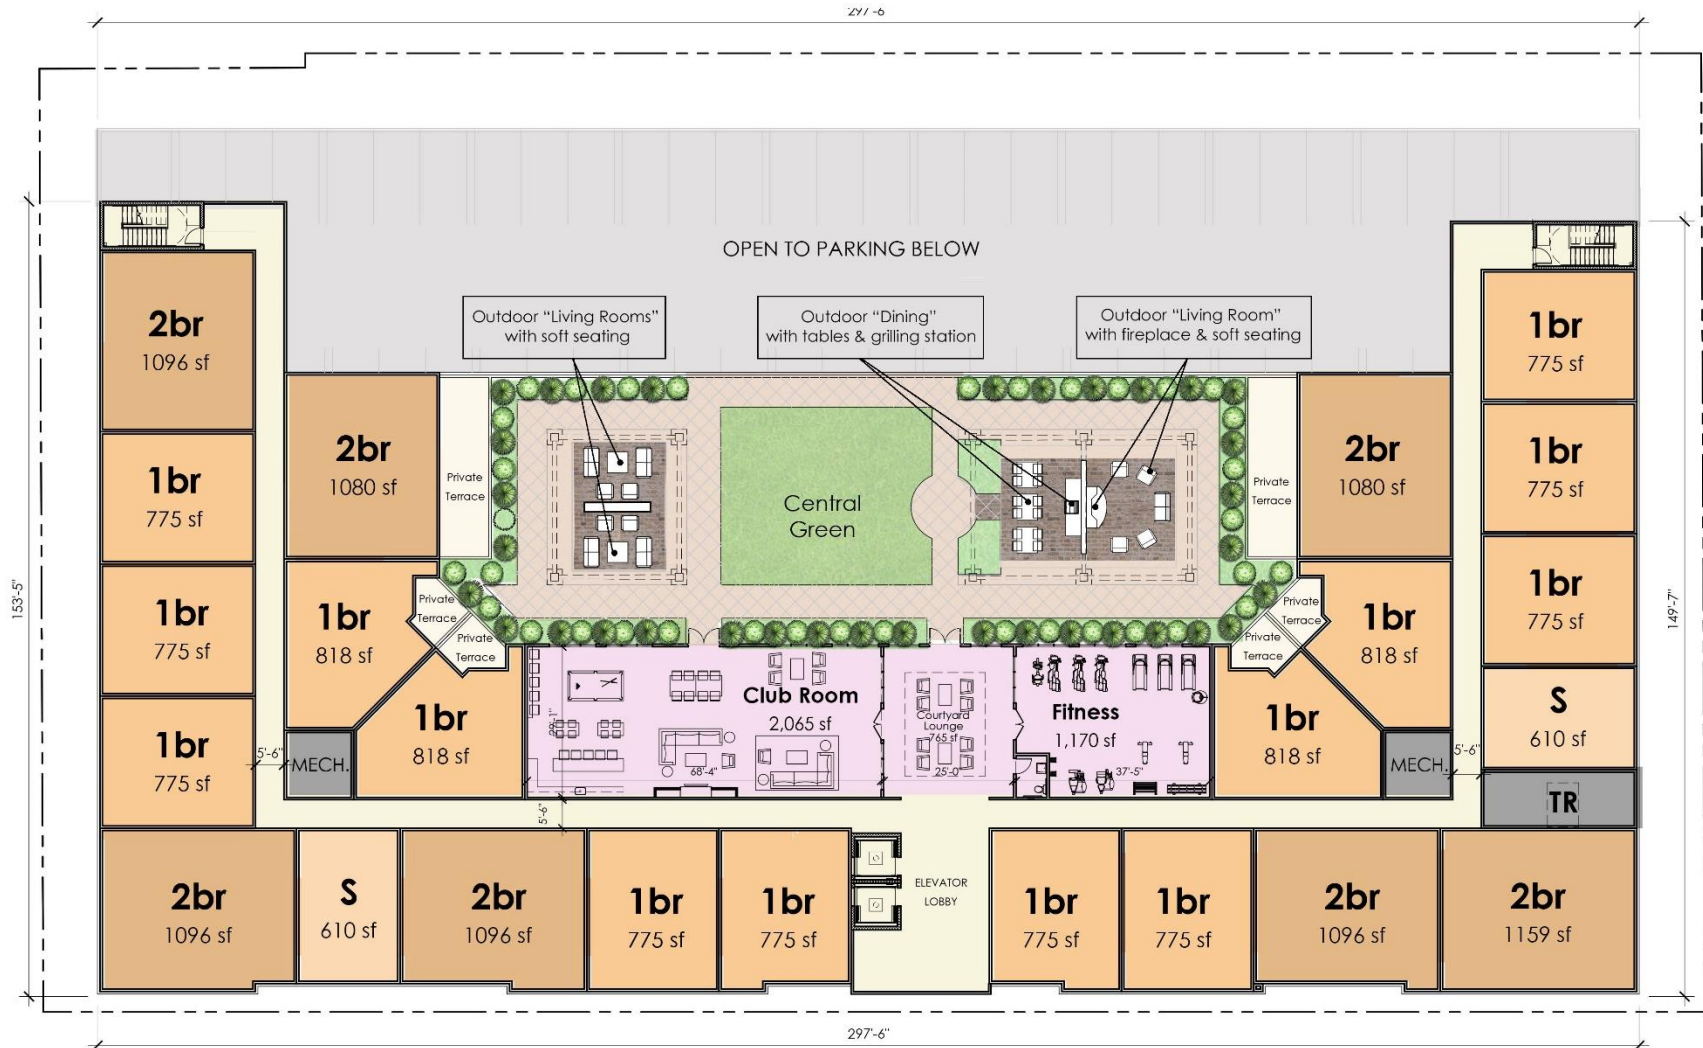 297'-6
OPEN TO PARKING BELOW
Outdoor "Living Rooms"
with soft seating
Outdoor "Dining"
with tables & grilling station
Outdoor "Living Room"
with fireplace & soft seating
2br
1096 sf
1br
775 sf
1br
775 sf
1br
775 sf
2br
1080 sf
Private
Terrace
1br
818 sf
Private
Terrace
Private
Terrace
1br
818 sf
MECH.
5'-6"
153'-5"
Central
Green
Club Room
2,065 sf
29'-1"
68'-4"
5'-6"
Courtyard
Lounge
765 sf
25'-0
Fitness
1,170 sf
37'-5"
Private
Terrace
2br
1080 sf
Private
Terrace
Private
Terrace
1br
818 sf
1br
818 sf
MECH.
5'-6"
1br
775 sf
1br
775 sf
1br
775 sf
S
610 sf
TR
149'-7"
2br
1096 sf
S
610 sf
2br
1096 sf
1br
775 sf
1br
775 sf
ELEVATOR
LOBBY
1br
775 sf
1br
775 sf
2br
1096 sf
2br
1159 sf
297'-6"